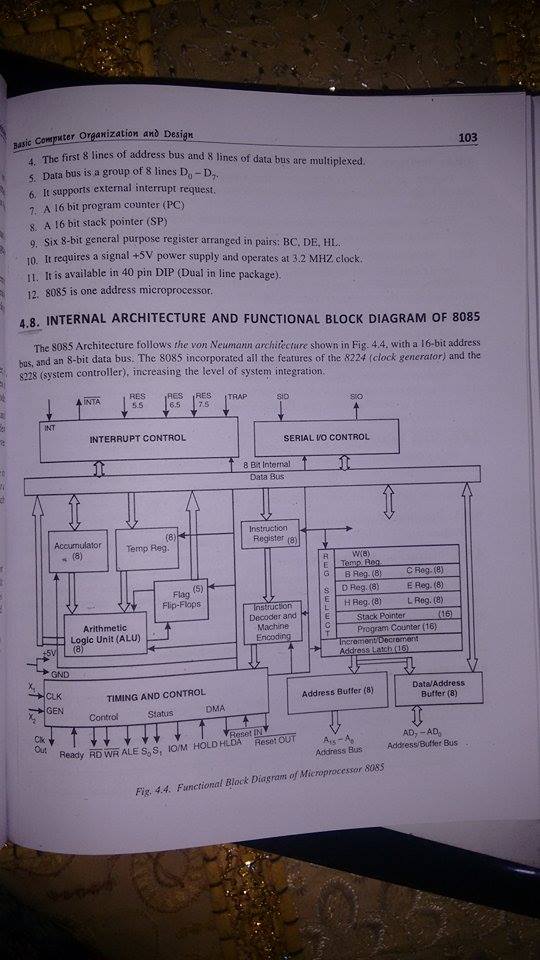 Basic Computer Organization and Design 103
4. The first 8 lines of address bus and 8 lines of data bus are multiplexed.
5. Data bus is a group of 8 lines D0 – D7.
6. It supports external interrupt request.
7. A 16 bit program counter (PC)
8. A 16 bit stack pointer (SP)
9. Six 8-bit general purpose register arranged in pairs: BC, DE, HL.
10. It requires a signal +5V power supply and operates at 3.2 MHZ clock.
11. It is available in 40 pin DIP (Dual in line package).
12. 8085 is one address microprocessor.
4.8. INTERNAL ARCHITECTURE AND FUNCTIONAL BLOCK DIAGRAM OF 8085
The 8085 Architecture follows the von Neumann architecture shown in Fig. 4.4, with a 16-bit address
bus, and an 8-bit data bus. The 8085 incorporated all the features of the 8224 (clock generator) and the
8228 (system controller), increasing the level of system integration.
INTA RES RES RES TRAP SID SIO
5.5 6.5 7.5
INT
INTERRUPT CONTROL SERIAL I/O CONTROL
8 Bit Internal
Data Bus
Accumulator
(8)
(8)
Temp Reg.
Instruction
Register (8)
Flag (5)
Flip-Flops
Arithmetic
Logic Unit (ALU)
(8)
Instruction
Decoder and
Machine
Encoding
REG SELECT
W(8)
Temp. Reg.
B Reg. (8) C Reg. (8)
D Reg. (8) E Reg. (8)
H Reg. (8) L Reg. (8)
Stack Pointer (16)
Program Counter (16)
Increment/Decrement
Address Latch (16)
+5V
GND
X1 CLK
X2 GEN
TIMING AND CONTROL
Control Status DMA
Address Buffer (8)
Data/Address
Buffer (8)
Clk
Out
Ready RD WR ALE S0 S1 IO/M HOLD HLDA Reset IN Reset OUT
A15 – A8
Address Bus
AD7 – AD0
Address/Buffer Bus
Fig. 4.4. Functional Block Diagram of Microprocessor 8085